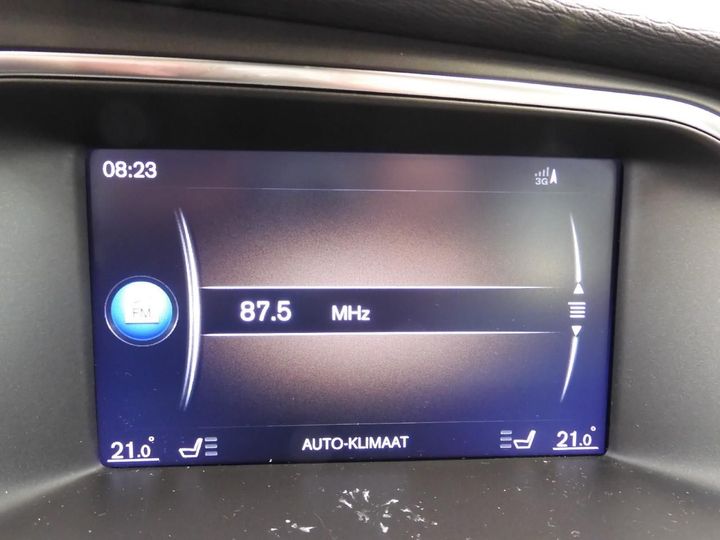 08:23
3G
FM
87.5 MHz
21.0° AUTO-KLIMAAT 21.0°